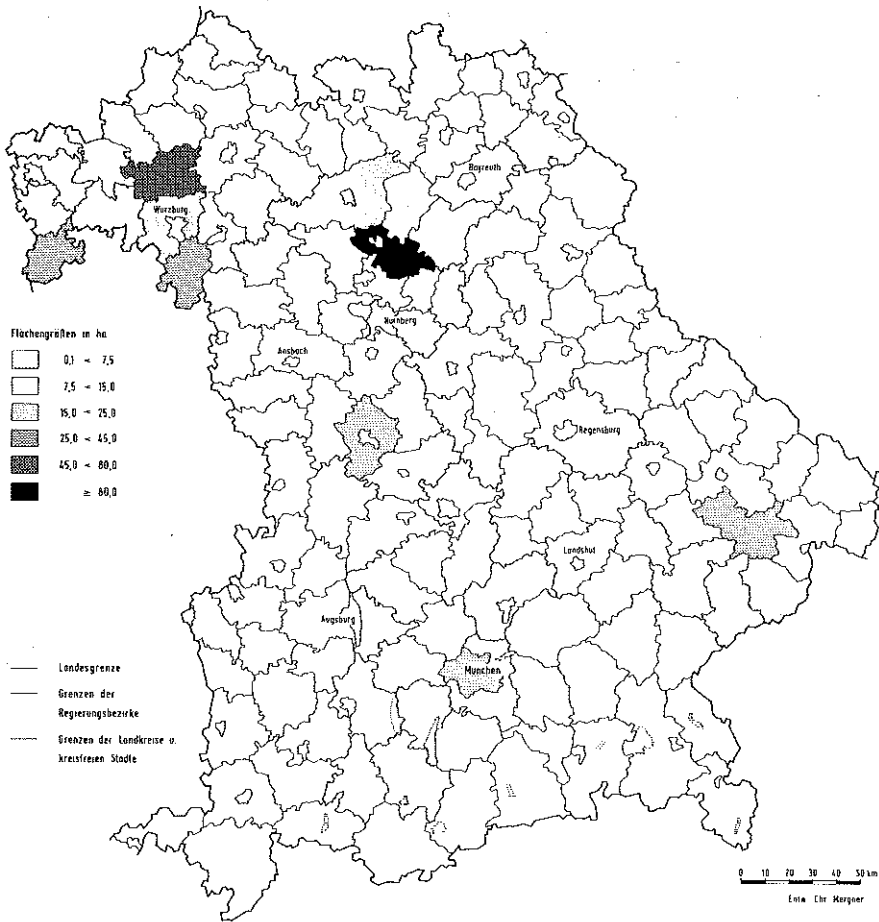 Bayreuth
Würzburg
Nürnberg
Ansbach
Flächengrößen in ha
0,1 < 7,5
7,5 < 15,0
15,0 < 25,0
25,0 < 45,0
45,0 < 80,0
≥ 80,0
Regensburg
Landshut
Augsburg
München
Landesgrenze
Grenzen der
Regierungsbezirke
Grenzen der Landkreise u.
kreisfreien Städte
0 10 20 30 40 50 km
Chr